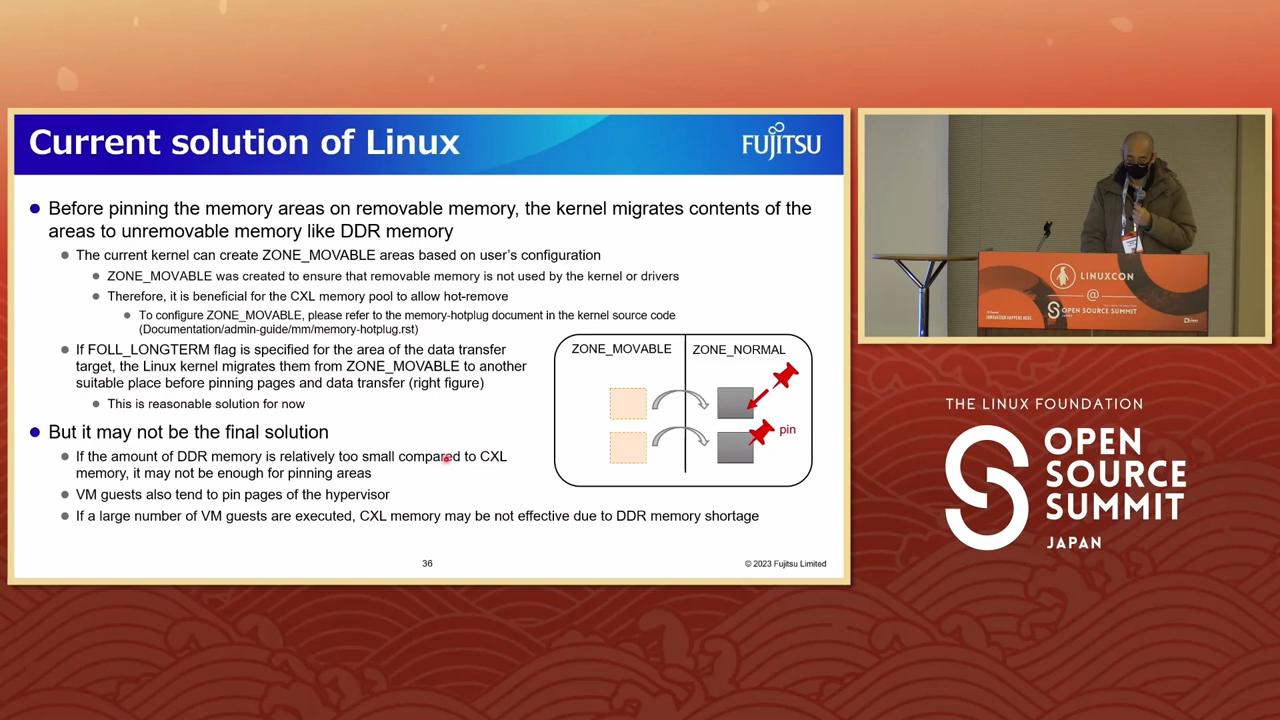 Current solution of Linux
FUJITSU
Before pinning the memory areas on removable memory, the kernel migrates contents of the
areas to unremovable memory like DDR memory
The current kernel can create ZONE_MOVABLE areas based on user's configuration
ZONE_MOVABLE was created to ensure that removable memory is not used by the kernel or drivers
Therefore, it is beneficial for the CXL memory pool to allow hot-remove
To configure ZONE_MOVABLE, please refer to the memory-hotplug document in the kernel source code
(Documentation/admin-guide/mm/memory-hotplug.rst)
If FOLL_LONGTERM flag is specified for the area of the data transfer
target, the Linux kernel migrates them from ZONE_MOVABLE to another
suitable place before pinning pages and data transfer (right figure)
This is reasonable solution for now
ZONE_MOVABLE
ZONE_NORMAL
pin
But it may not be the final solution
If the amount of DDR memory is relatively too small compared to CXL
memory, it may not be enough for pinning areas
VM guests also tend to pin pages of the hypervisor
If a large number of VM guests are executed, CXL memory may be not effective due to DDR memory shortage
36
© 2023 Fujitsu Limited
LINUXCON
@
OPEN SOURCE SUMMIT
THE LINUX FOUNDATION
OPEN
SOURCE
SUMMIT
JAPAN